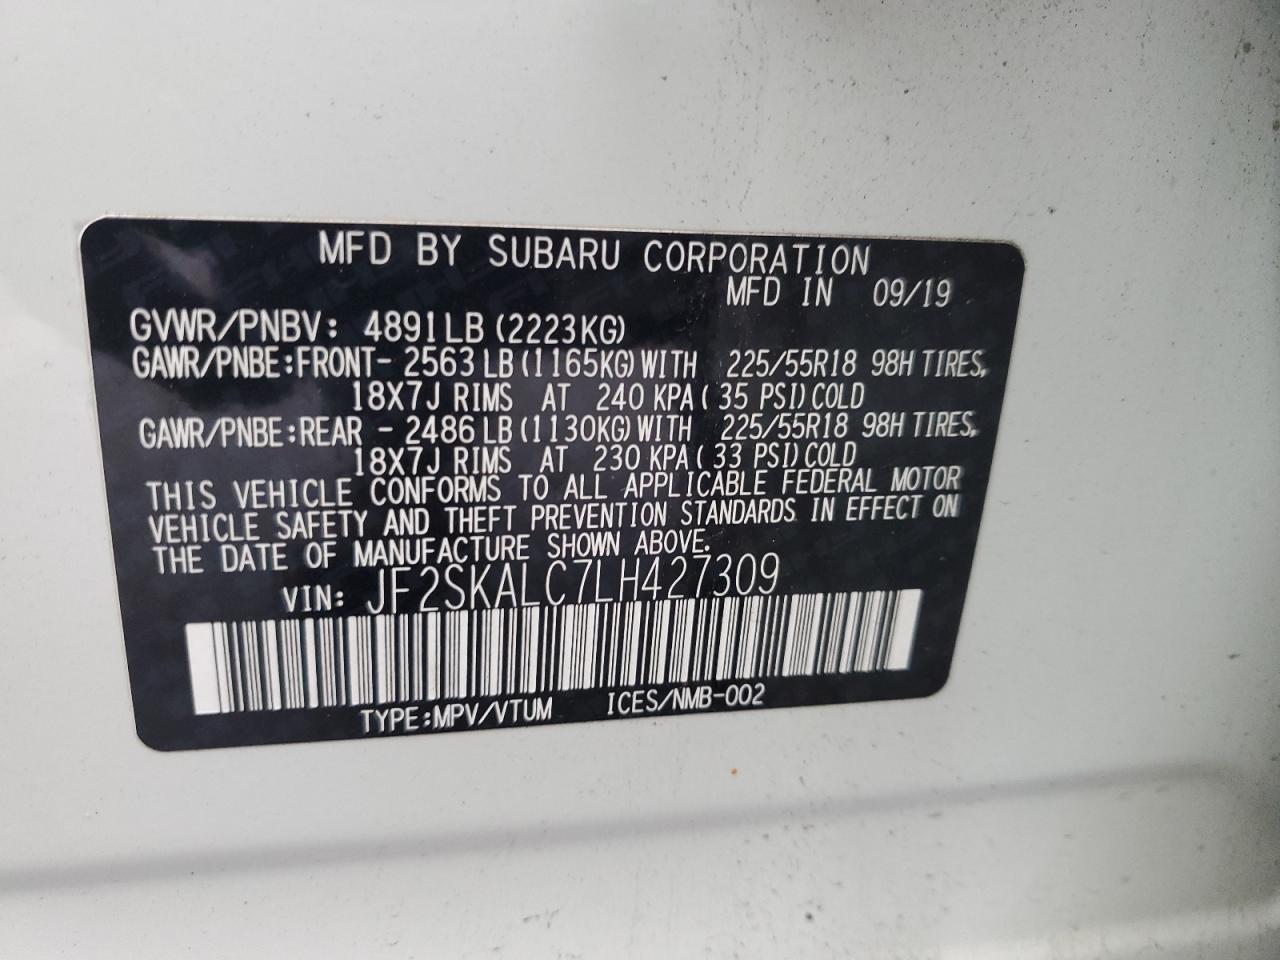 MFD BY SUBARU CORPORATION
MFD IN 09/19
GVWR/PNBV: 4891LB (2223KG)
GAWR/PNBE:FRONT- 2563 LB (1165KG) WITH 225/55R18 98H TIRES,
18X7J RIMS AT 240 KPA ( 35 PSI) COLD
GAWR/PNBE:REAR - 2486 LB (1130KG) WITH 225/55R18 98H TIRES,
18X7J RIMS AT 230 KPA ( 33 PSI) COLD
THIS VEHICLE CONFORMS TO ALL APPLICABLE FEDERAL MOTOR
VEHICLE SAFETY AND THEFT PREVENTION STANDARDS IN EFFECT ON
THE DATE OF MANUFACTURE SHOWN ABOVE.
VIN: JF2SKALC7LH427309
TYPE:MPV/VTUM ICES/NMB-002